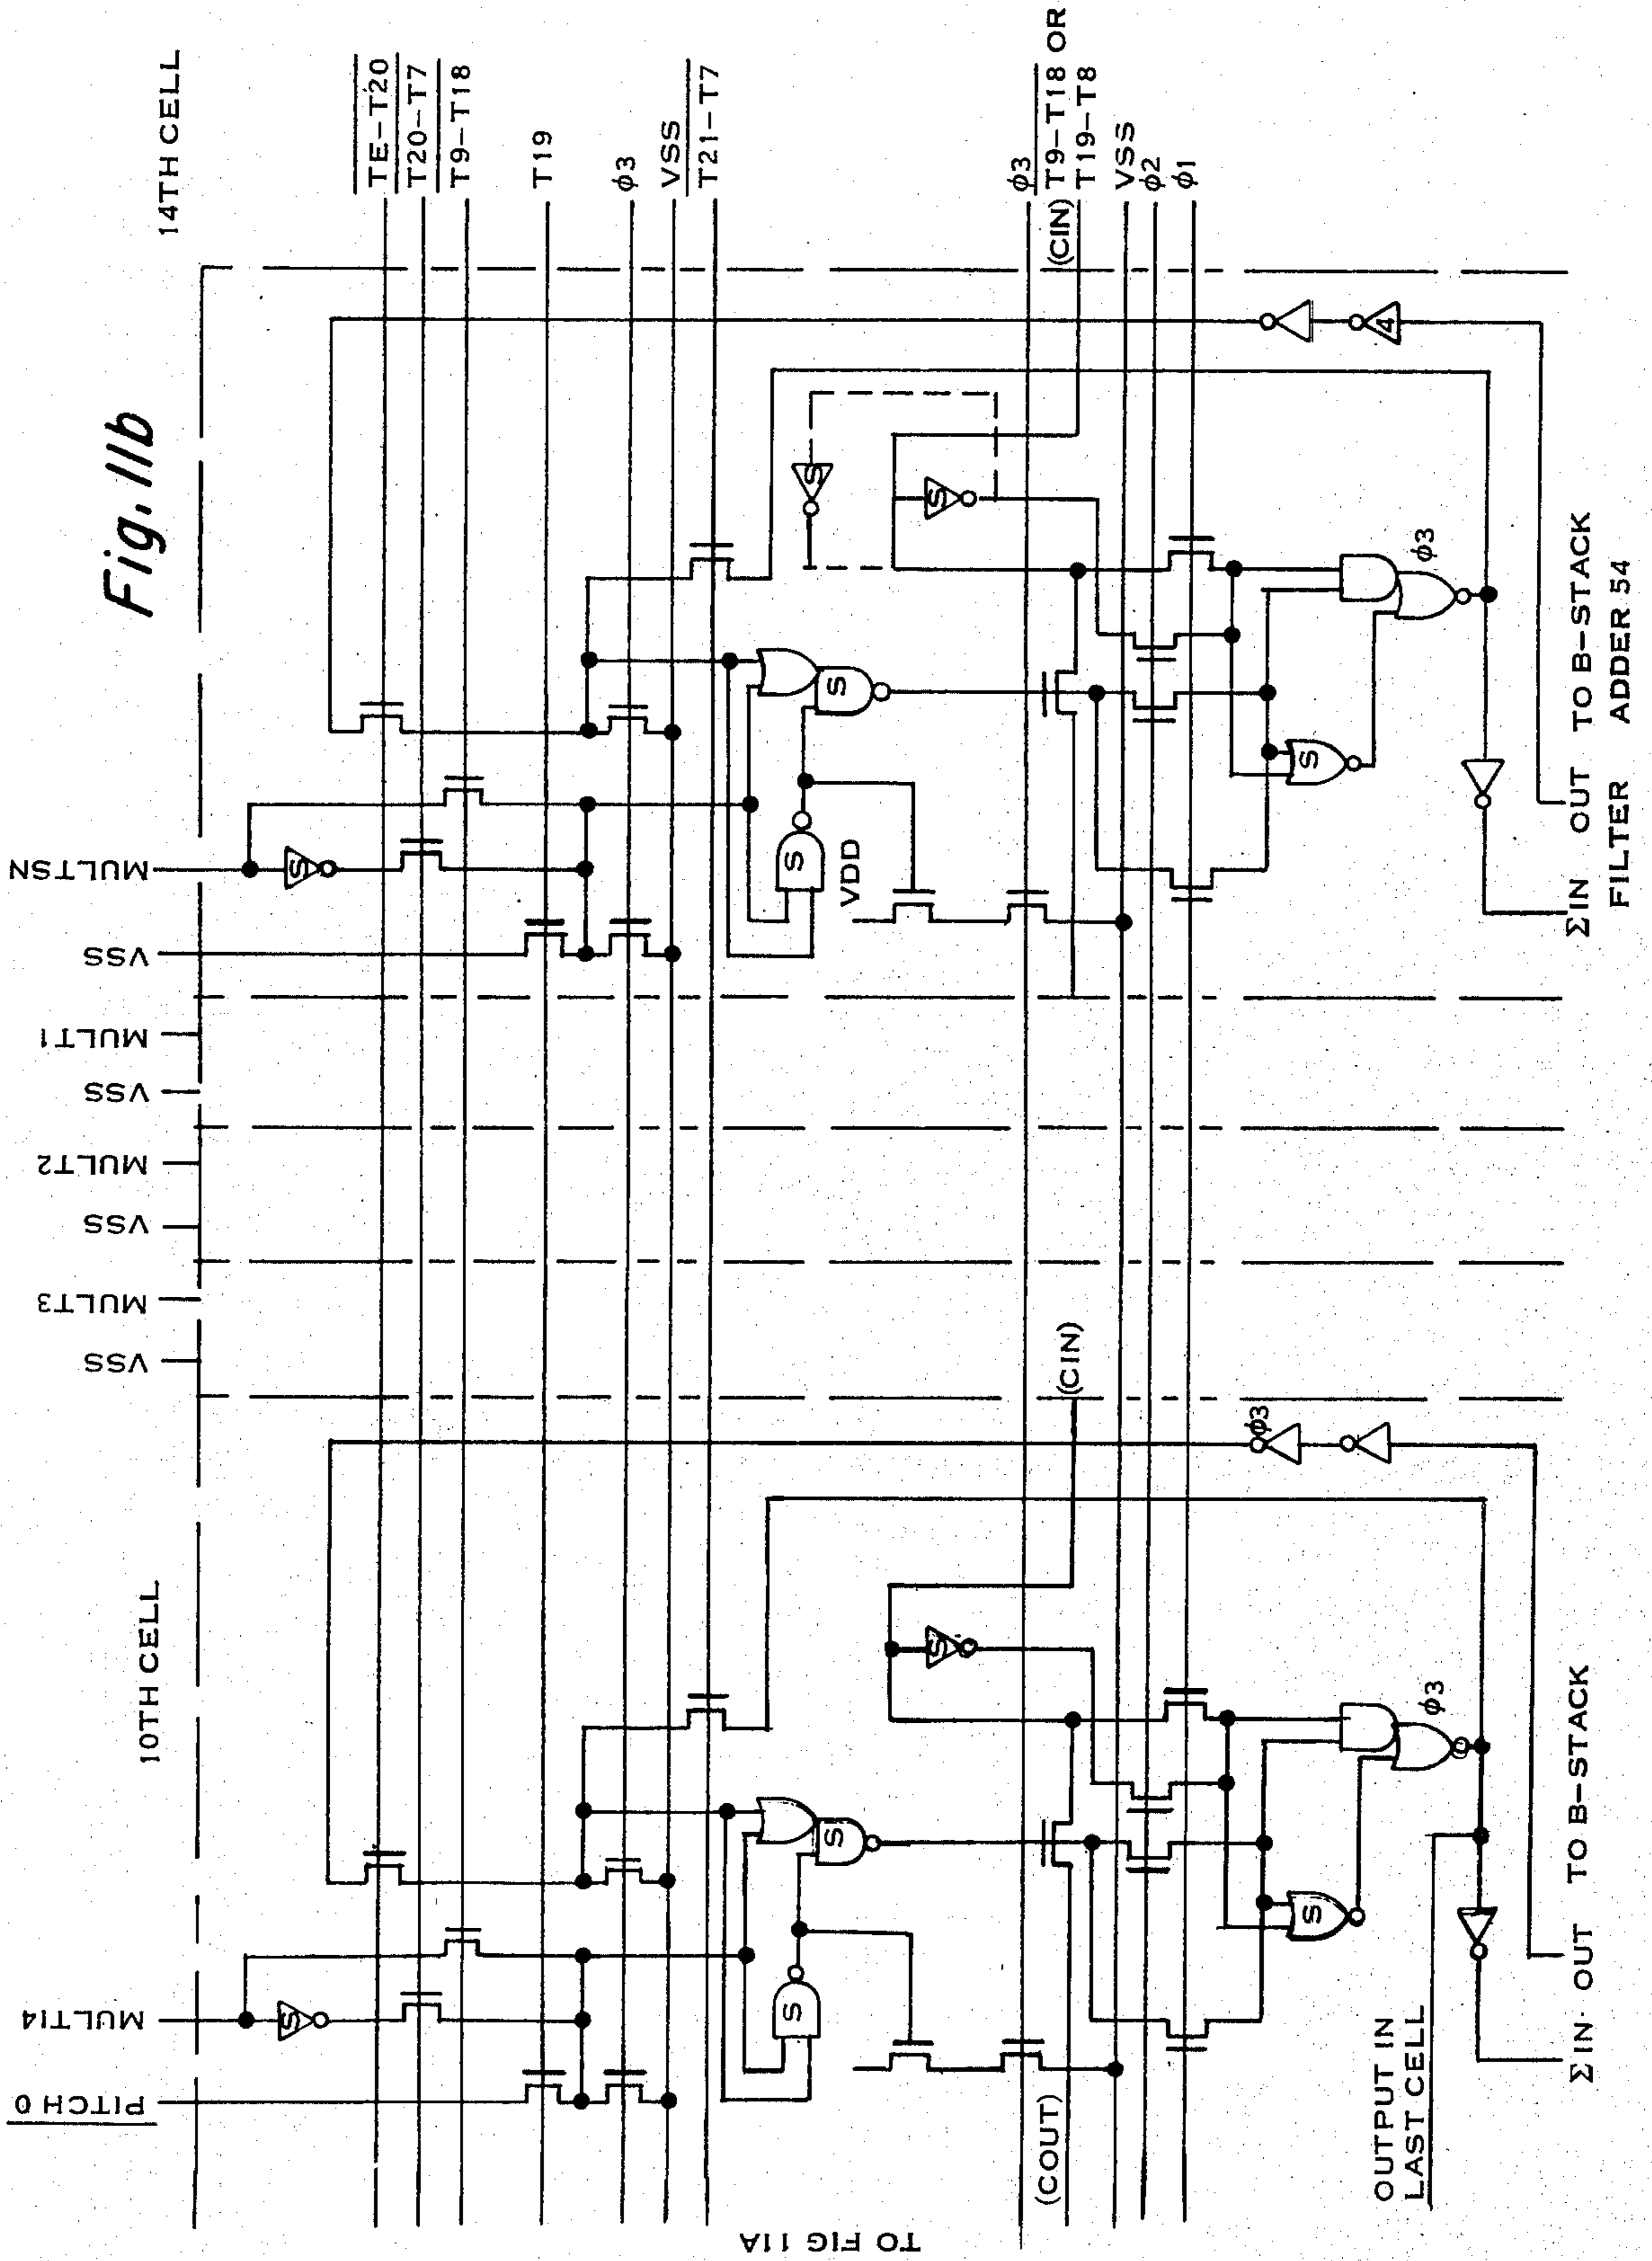 Fig. 11b
14TH CELL
TE-T20
T20-T7
T9-T18
T19
ϕ3
VSS
T21-T7
ϕ3
T9-T18 OR
(CIN) T19-T8
VSS
ϕ2
ϕ1
MULTSN
VSS
MULT1
VSS
MULT2
VSS
MULT3
VSS
MULT14
PITCH 0
10TH CELL
S
S
S
S
S
VDD
S
4
ϕ3
ΣIN OUT TO B-STACK
FILTER ADDER 54
(CIN)
ϕ3
S
S
S
S
S
ϕ3
(COUT)
OUTPUT IN
LAST CELL
ΣIN OUT TO B-STACK
TO FIG 11A